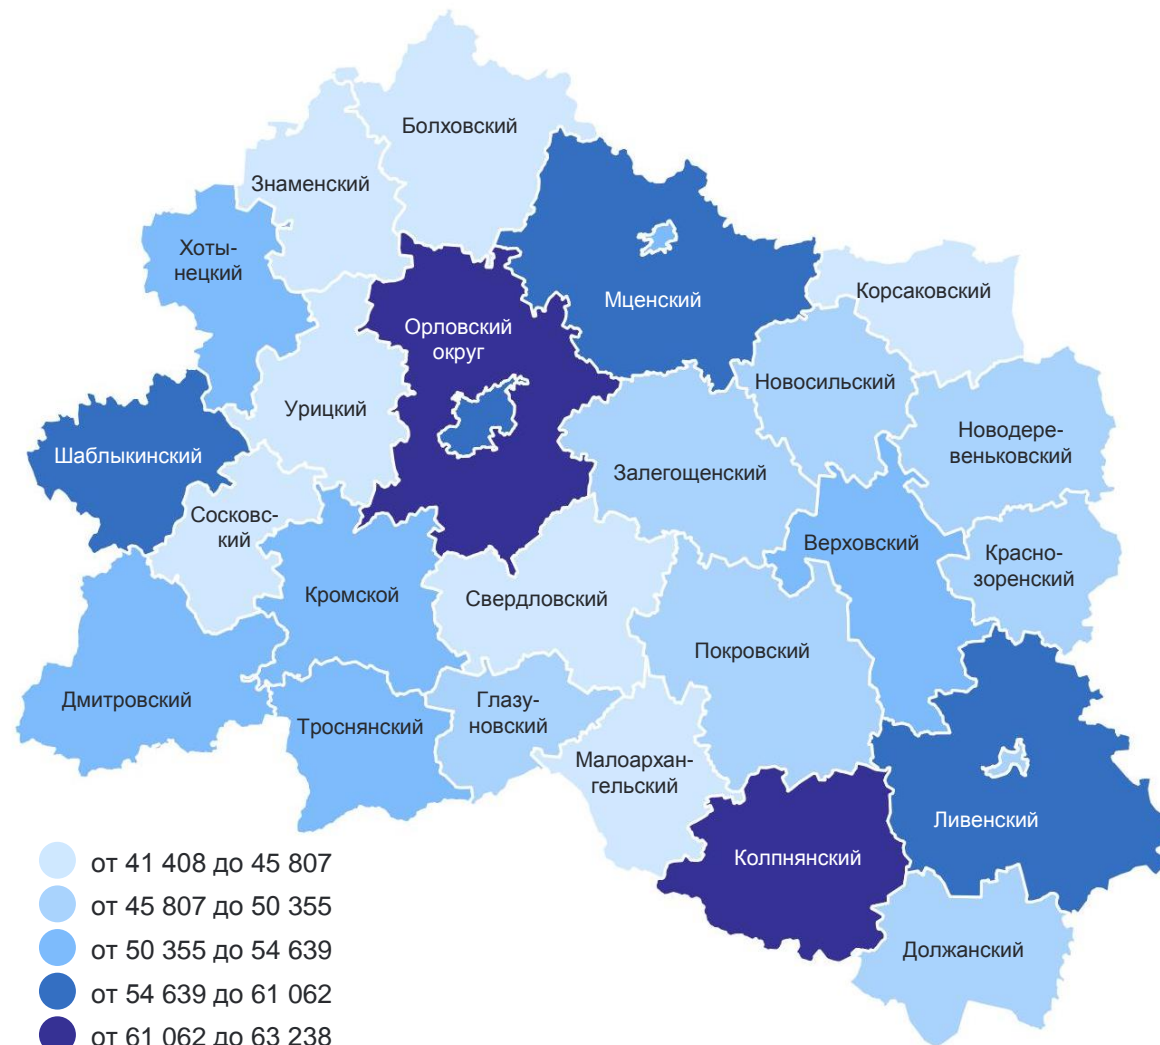 Болховский
Знаменский
Хоты-
нецкий
Мценский
Корсаковский
Орловский
округ
Новосильский
Урицкий
Новодере-
веньковский
Шаблыкинский
Залегощенский
Сосковс-
кий
Верховский
Красно-
зоренский
Кромской
Свердловский
Покровский
Дмитровский
Троснянский
Глазу-
новский
Малоархан-
гельский
Ливенский
Колпнянский
Должанский
от 41 408 до 45 807
от 45 807 до 50 355
от 50 355 до 54 639
от 54 639 до 61 062
от 61 062 до 63 238